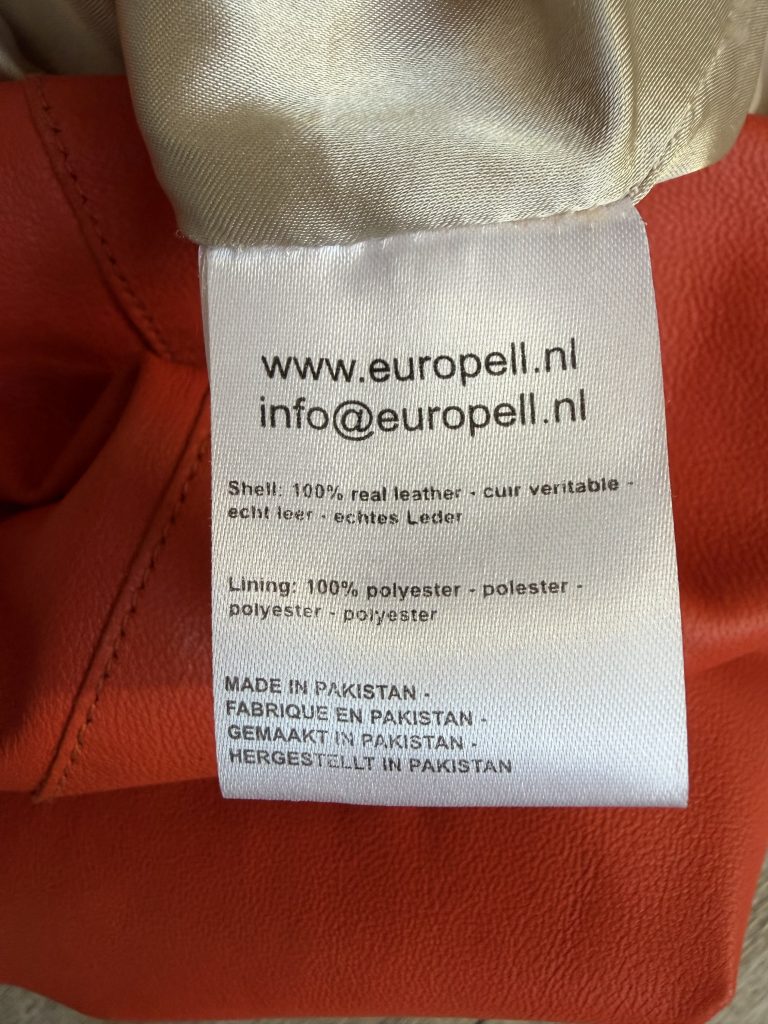 www.europell.nl
info@europell.nl
Shell: 100% real leather - cuir veritable -
echt leer - echtes Leder
Lining: 100% polyester - polester -
polyester - polyester
MADE IN PAKISTAN -
FABRIQUE EN PAKISTAN -
GEMAAKT IN PAKISTAN -
HERGESTELLT IN PAKISTAN